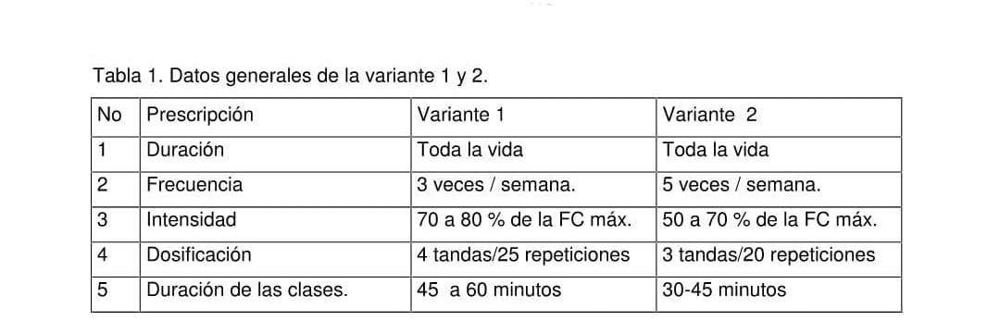 Tabla 1. Datos generales de la variante 1 y 2.
No Prescripción Variante 1 Variante 2
1 Duración Toda la vida Toda la vida
2 Frecuencia 3 veces / semana. 5 veces / semana.
3 Intensidad 70 a 80 % de la FC máx. 50 a 70 % de la FC máx.
4 Dosificación 4 tandas/25 repeticiones 3 tandas/20 repeticiones
5 Duración de las clases. 45 a 60 minutos 30-45 minutos